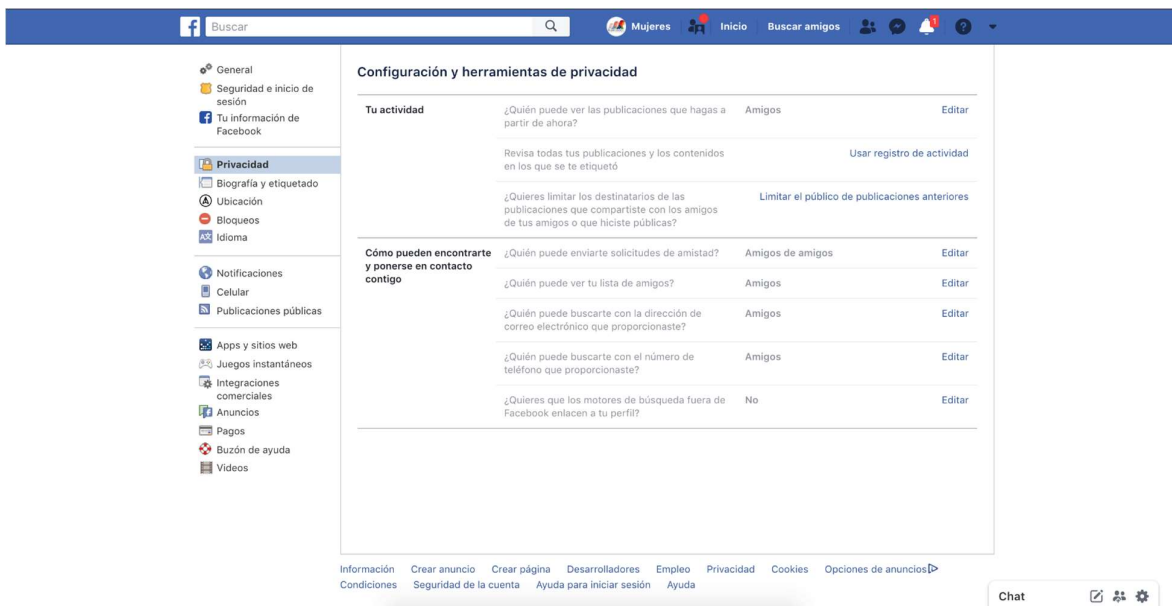 Buscar
Mujeres
Inicio
Buscar amigos
1
General
Seguridad e inicio de
sesión
Tu información de
Facebook
Privacidad
Biografía y etiquetado
Ubicación
Bloqueos
Idioma
Notificaciones
Celular
Publicaciones públicas
Apps y sitios web
Juegos instantáneos
Integraciones
comerciales
Anuncios
Pagos
Buzón de ayuda
Videos
Configuración y herramientas de privacidad
Tu actividad
¿Quién puede ver las publicaciones que hagas a
partir de ahora?
Amigos
Editar
Revisa todas tus publicaciones y los contenidos
en los que se te etiquetó
Usar registro de actividad
¿Quieres limitar los destinatarios de las
publicaciones que compartiste con los amigos
de tus amigos o que hiciste públicas?
Limitar el público de publicaciones anteriores
Cómo pueden encontrarte
y ponerse en contacto
contigo
¿Quién puede enviarte solicitudes de amistad?
Amigos de amigos
Editar
¿Quién puede ver tu lista de amigos?
Amigos
Editar
¿Quién puede buscarte con la dirección de
correo electrónico que proporcionaste?
Amigos
Editar
¿Quién puede buscarte con el número de
teléfono que proporcionaste?
Amigos
Editar
¿Quieres que los motores de búsqueda fuera de
Facebook enlacen a tu perfil?
No
Editar
Información Crear anuncio Crear página Desarrolladores Empleo Privacidad Cookies Opciones de anuncios
Condiciones Seguridad de la cuenta Ayuda para iniciar sesión Ayuda
Chat